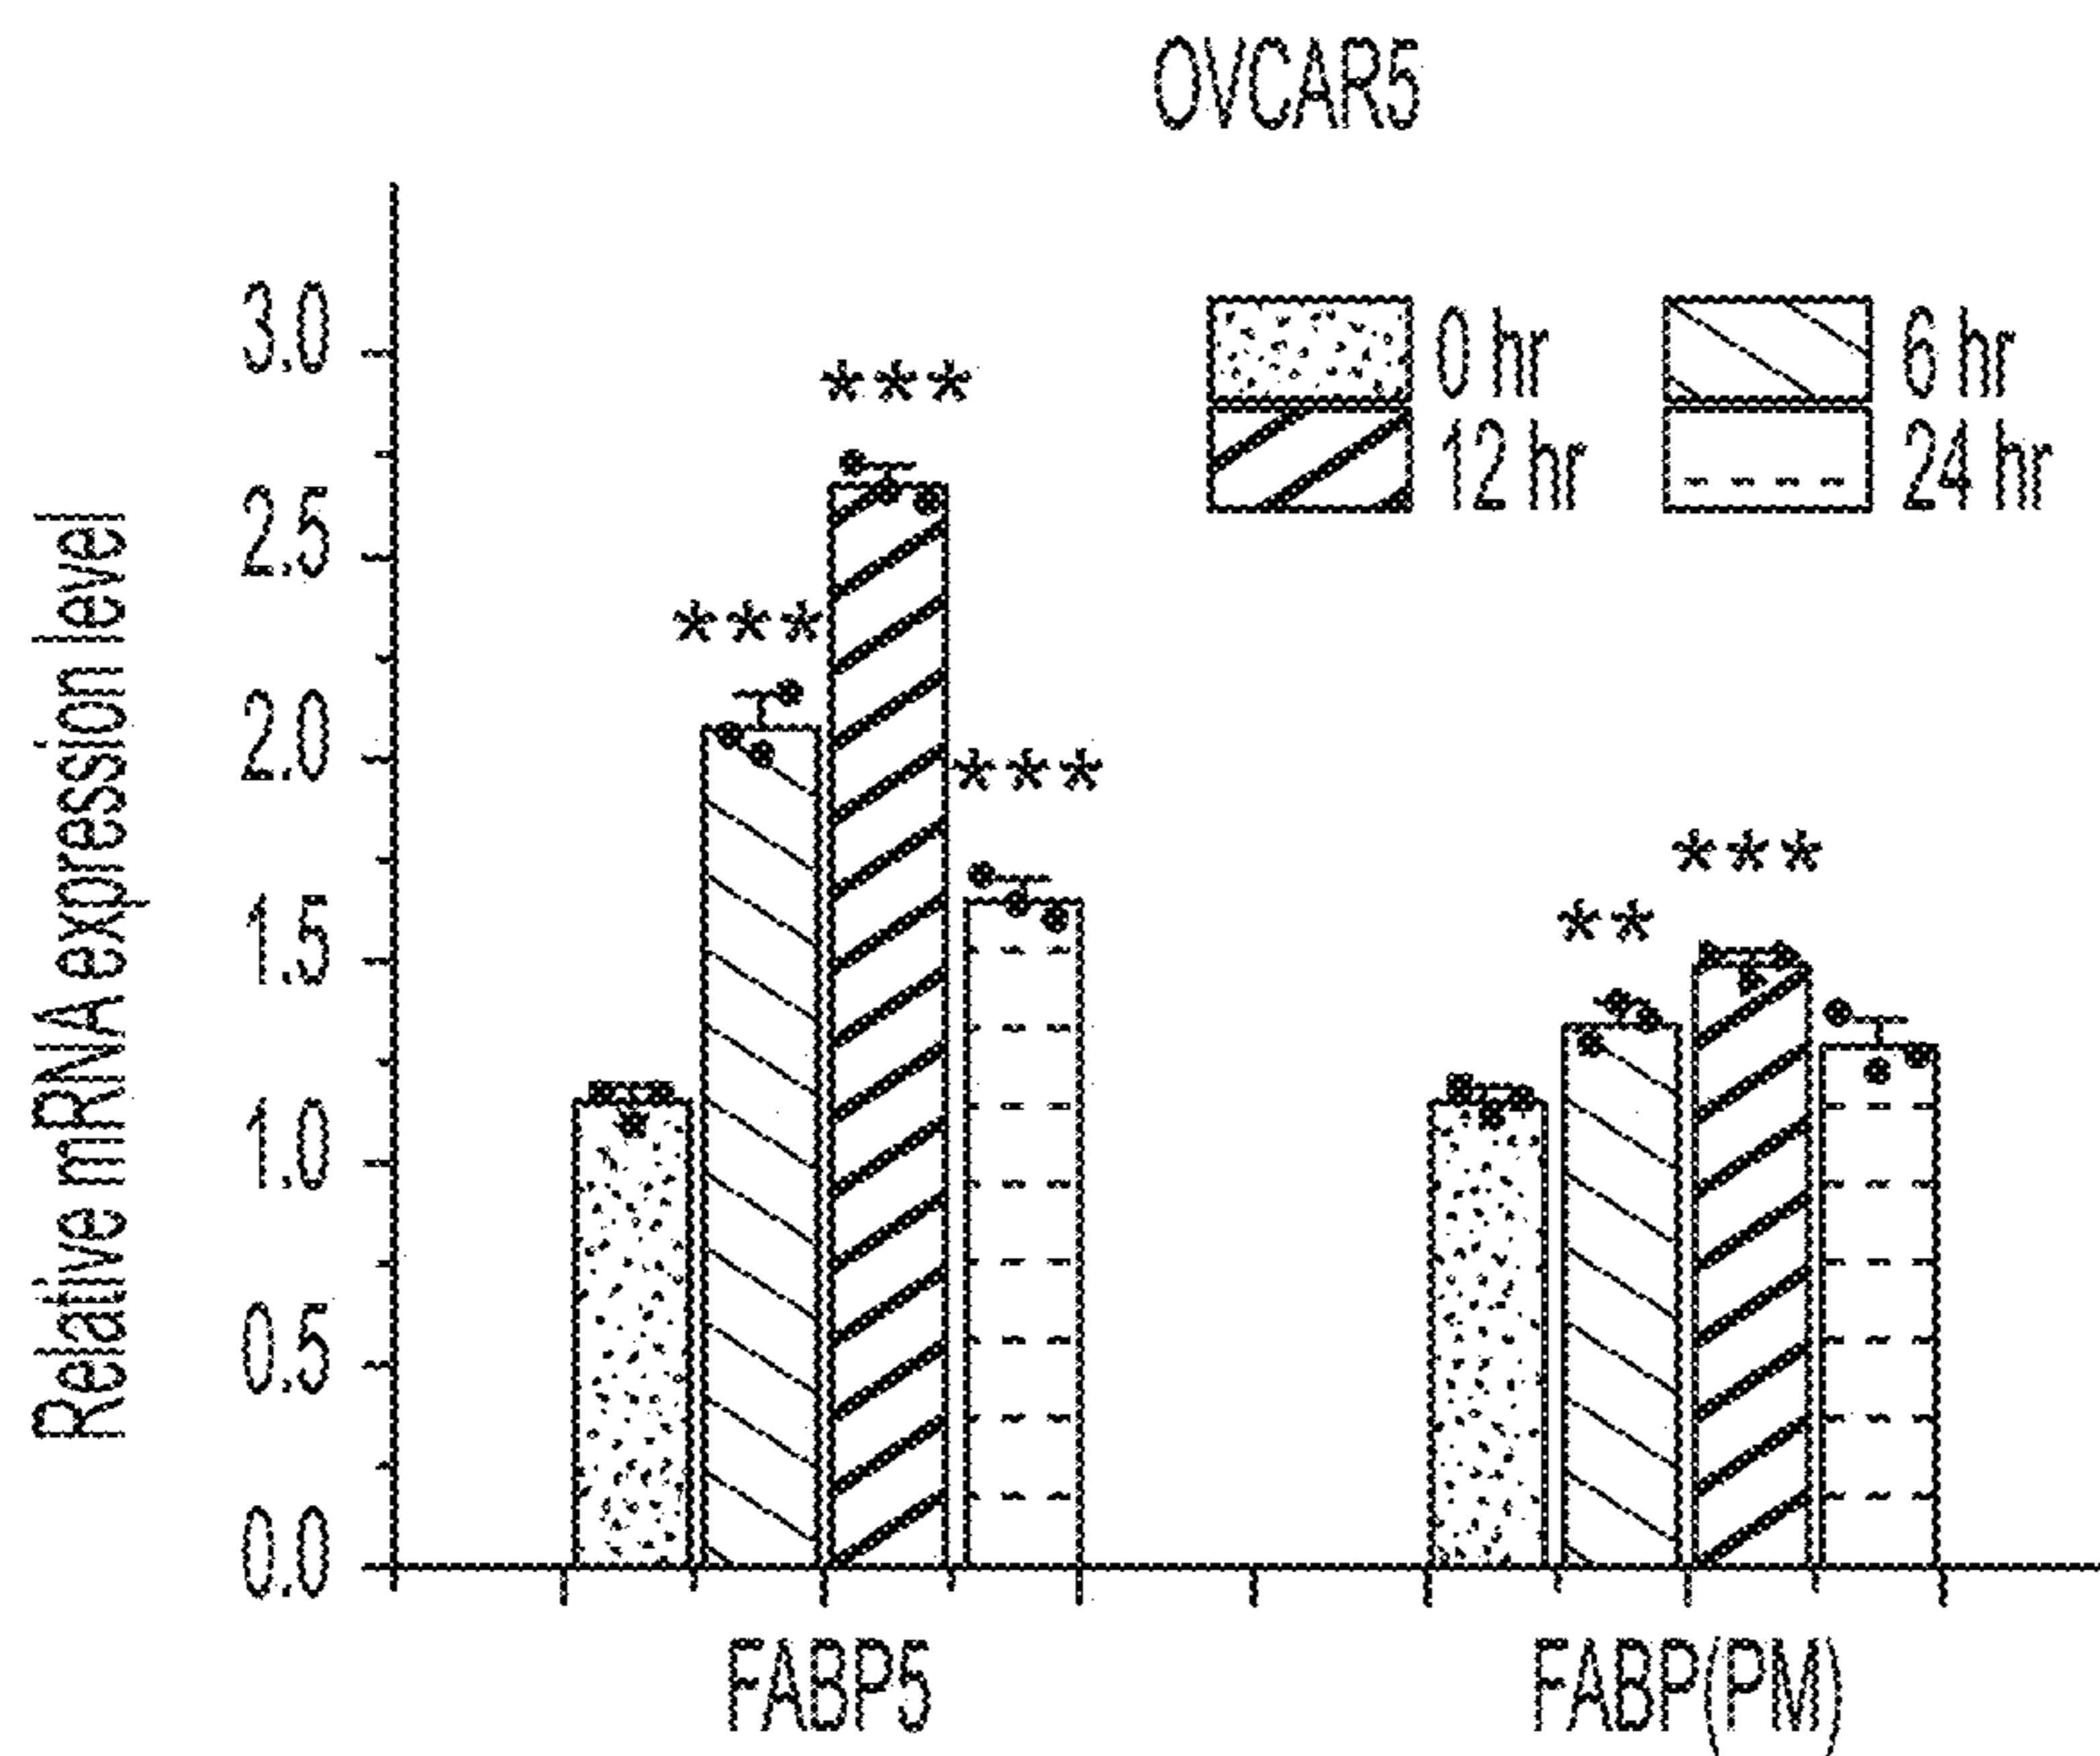 OVCAR5
Relative mRNA expression level
3.0
2.5
2.0
1.5
1.0
0.5
0.0
0 hr
6 hr
12 hr
24 hr
***
***
***
**
***
FABP5
FABP(PM)